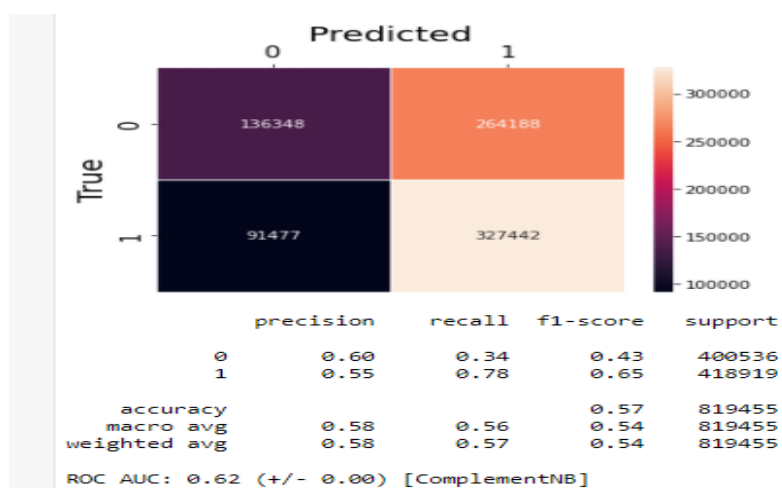 Predicted
0 1
0 136348 264188 300000
250000
True
200000
1 91477 327442 150000
100000
precision recall f1-score support
0 0.60 0.34 0.43 400536
1 0.55 0.78 0.65 418919
accuracy 0.57 819455
macro avg 0.58 0.56 0.54 819455
weighted avg 0.58 0.57 0.54 819455
ROC AUC: 0.62 (+/- 0.00) [ComplementNB]